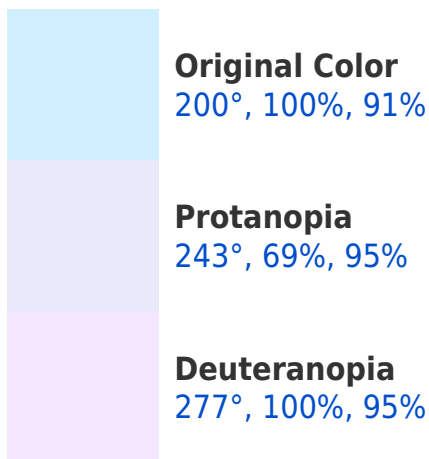 Original Color
200°, 100%, 91%
Protanopia
243°, 69%, 95%
Deuteranopia
277°, 100%, 95%